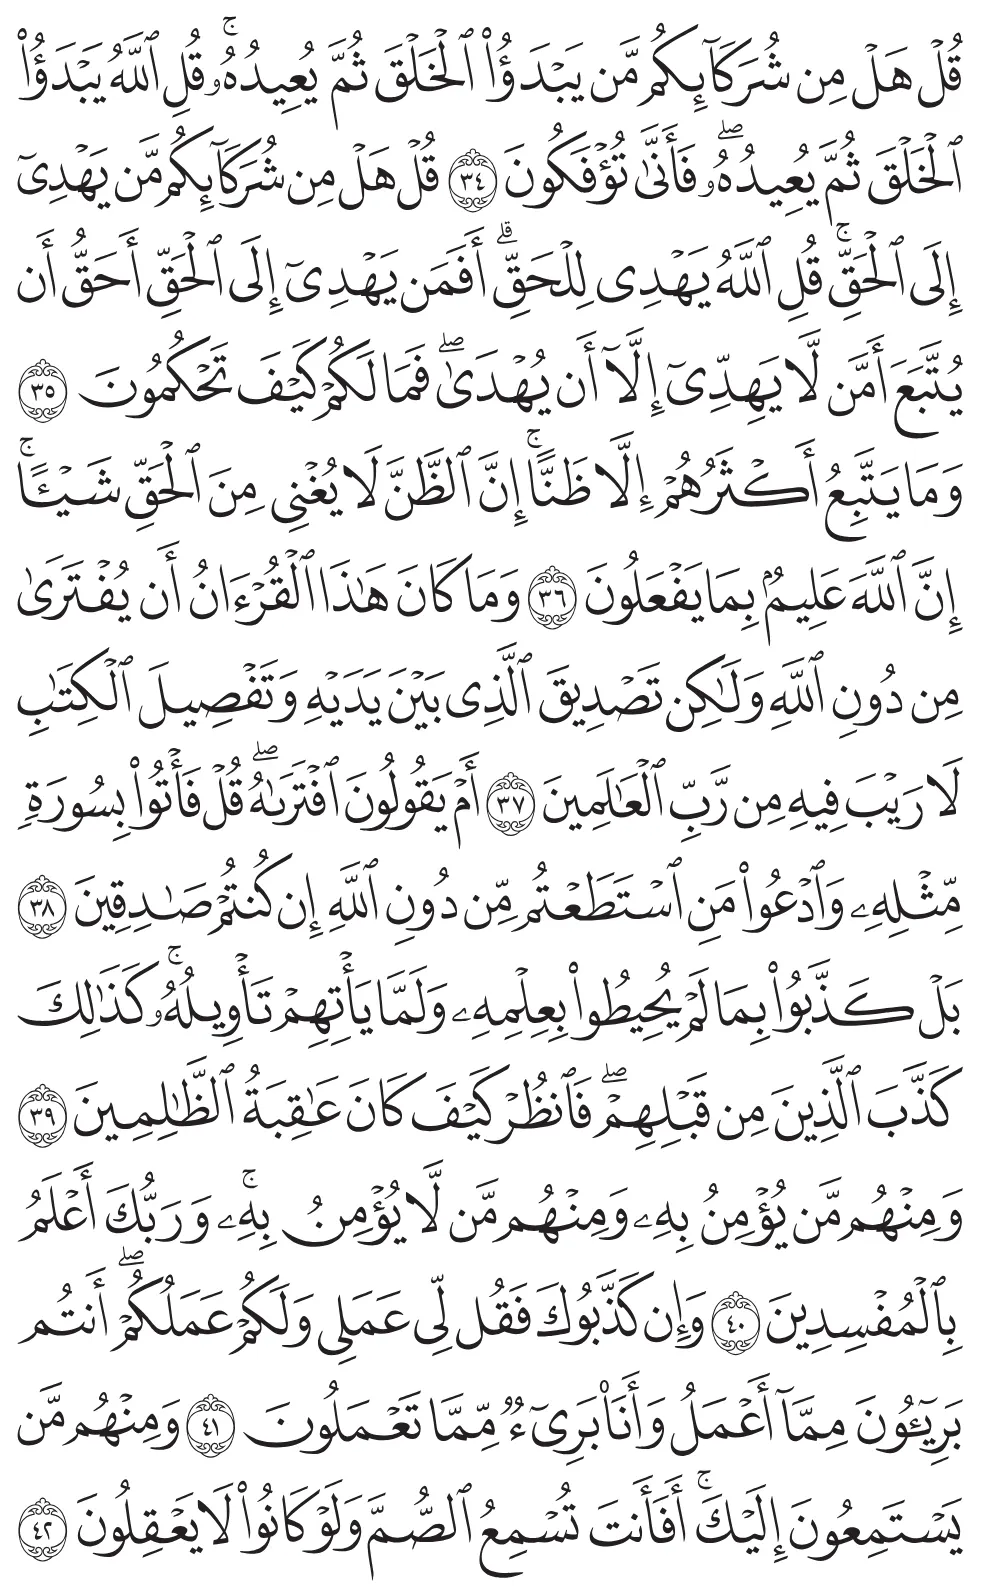 قُلۡ هَلۡ مِن شُرَكَآئِكُم مَّن يَبۡدَؤُاْ ٱلۡخَلۡقَ ثُمَّ يُعِيدُهُۥۚ قُلِ ٱللَّهُ يَبۡدَؤُاْ
ٱلۡخَلۡقَ ثُمَّ يُعِيدُهُۥۖ فَأَنَّىٰ تُؤۡفَكُونَ ٣٤ قُلۡ هَلۡ مِن شُرَكَآئِكُم مَّن يَهۡدِيٓ
إِلَى ٱلۡحَقِّۚ قُلِ ٱللَّهُ يَهۡدِي لِلۡحَقِّۗ أَفَمَن يَهۡدِيٓ إِلَى ٱلۡحَقِّ أَحَقُّ أَن
يُتَّبَعَ أَمَّن لَّا يَهِدِّيٓ إِلَّآ أَن يُهۡدَىٰۖ فَمَا لَكُمۡ كَيۡفَ تَحۡكُمُونَ ٣٥
وَمَا يَتَّبِعُ أَكۡثَرُهُمۡ إِلَّا ظَنًّاۚ إِنَّ ٱلظَّنَّ لَا يُغۡنِي مِنَ ٱلۡحَقِّ شَيۡـًٔاۚ
إِنَّ ٱللَّهَ عَلِيمُۢ بِمَا يَفۡعَلُونَ ٣٦ وَمَا كَانَ هَٰذَا ٱلۡقُرۡءَانُ أَن يُفۡتَرَىٰ
مِن دُونِ ٱللَّهِ وَلَٰكِن تَصۡدِيقَ ٱلَّذِي بَيۡنَ يَدَيۡهِ وَتَفۡصِيلَ ٱلۡكِتَٰبِ
لَا رَيۡبَ فِيهِ مِن رَّبِّ ٱلۡعَٰلَمِينَ ٣٧ أَمۡ يَقُولُونَ ٱفۡتَرَىٰهُۖ قُلۡ فَأۡتُواْ بِسُورَةٖ
مِّثۡلِهِۦ وَٱدۡعُواْ مَنِ ٱسۡتَطَعۡتُم مِّن دُونِ ٱللَّهِ إِن كُنتُمۡ صَٰدِقِينَ ٣٨
بَلۡ كَذَّبُواْ بِمَا لَمۡ يُحِيطُواْ بِعِلۡمِهِۦ وَلَمَّا يَأۡتِهِمۡ تَأۡوِيلُهُۥۚ كَذَٰلِكَ
كَذَّبَ ٱلَّذِينَ مِن قَبۡلِهِمۡۖ فَٱنظُرۡ كَيۡفَ كَانَ عَٰقِبَةُ ٱلظَّٰلِمِينَ ٣٩
وَمِنۡهُم مَّن يُؤۡمِنُ بِهِۦ وَمِنۡهُم مَّن لَّا يُؤۡمِنُ بِهِۦۚ وَرَبُّكَ أَعۡلَمُ
بِٱلۡمُفۡسِدِينَ ٤٠ وَإِن كَذَّبُوكَ فَقُل لِّي عَمَلِي وَلَكُمۡ عَمَلُكُمۡۖ أَنتُم
بَرِيٓـُٔونَ مِمَّآ أَعۡمَلُ وَأَنَا۠ بَرِيٓءٞ مِّمَّا تَعۡمَلُونَ ٤١ وَمِنۡهُم مَّن
يَسۡتَمِعُونَ إِلَيۡكَۚ أَفَأَنتَ تُسۡمِعُ ٱلصُّمَّ وَلَوۡ كَانُواْ لَا يَعۡقِلُونَ ٤٢